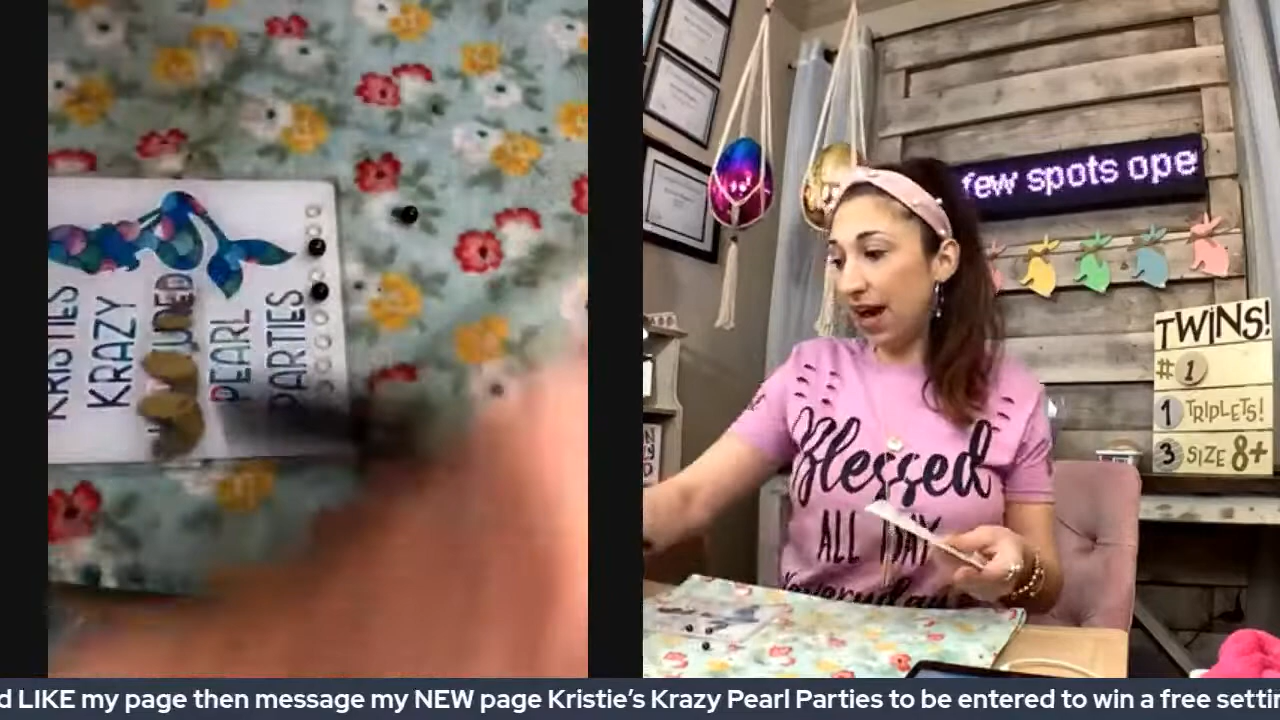 KRISTIES
KRAZY
PEARL
PARTIES
few spots ope
TWINS!
# 1
1 TRIPLETS!
3 SIZE 8+
Blessed
ALL DAY
everyday
d LIKE my page then message my NEW page Kristie's Krazy Pearl Parties to be entered to win a free settin